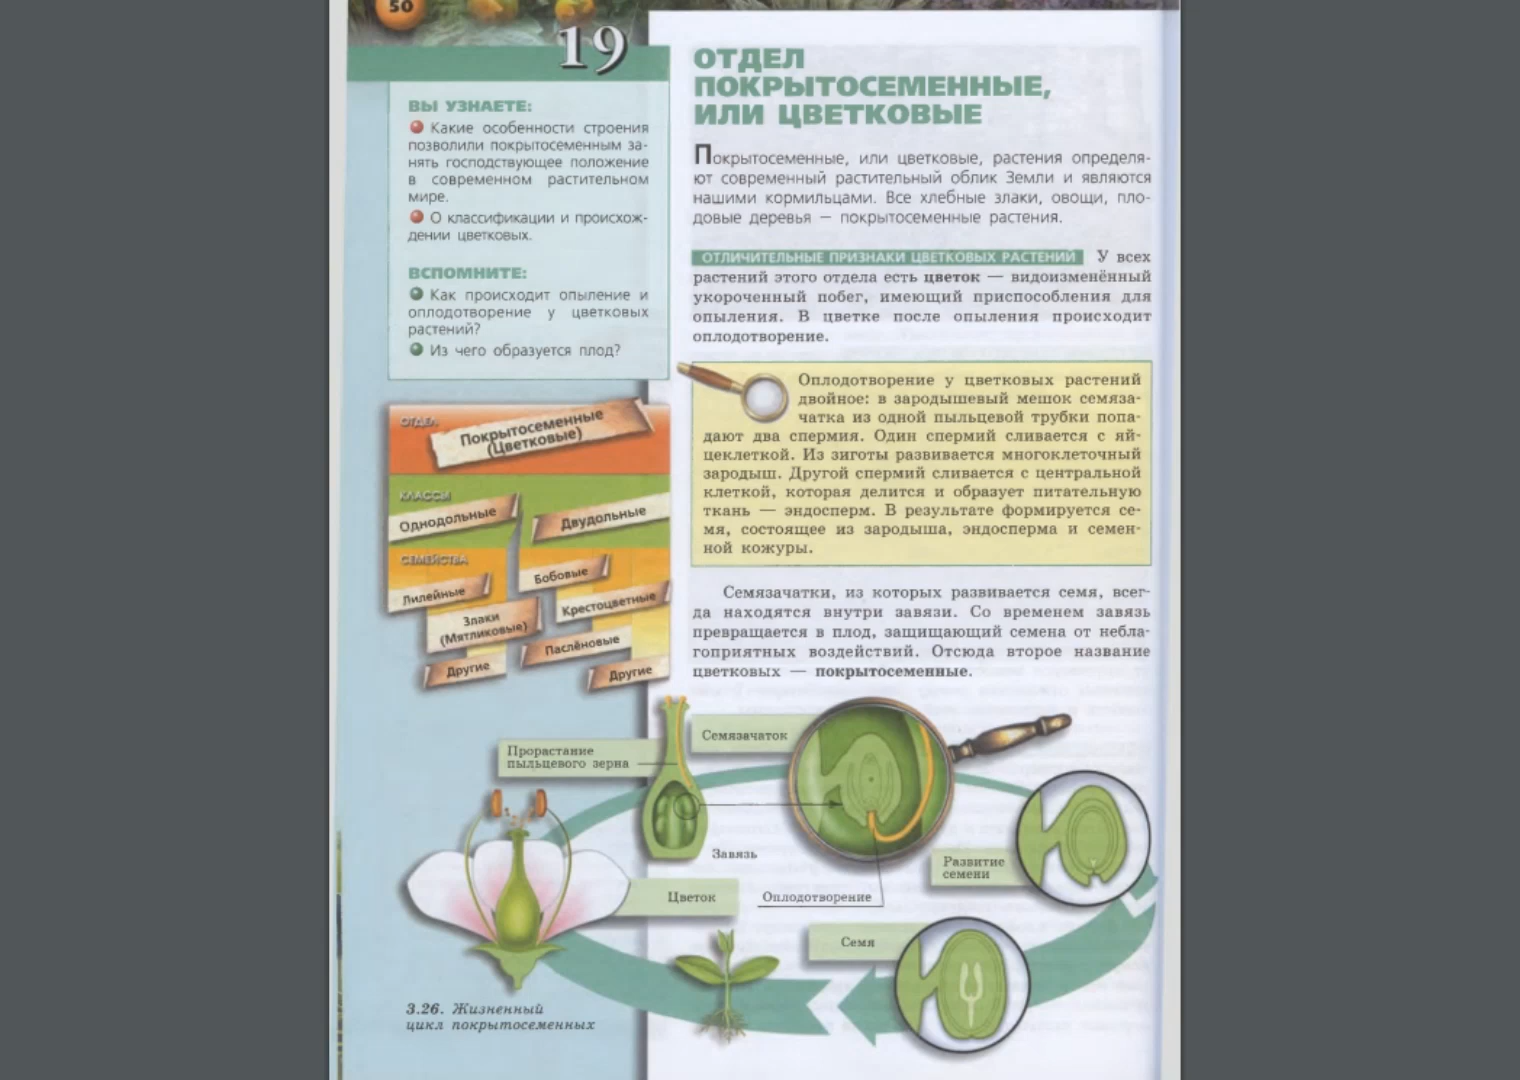 50
19
ВЫ УЗНАЕТЕ:
Какие особенности строения
позволили покрытосеменным за-
нять господствующее положение
в современном растительном
мире.
О классификации и происхож-
дении цветковых.
ВСПОМНИТЕ:
Как происходит опыление и
оплодотворение у цветковых
растений?
Из чего образуется плод?
ОТДЕЛ
Покрытосеменные
(Цветковые)
КЛАССЫ
Однодольные
Двудольные
СЕМЕЙСТВА
Лилейные
Бобовые
Злаки
(Мятликовые)
Крестоцветные
Паслёновые
Другие
Другие
ОТДЕЛ
ПОКРЫТОСЕМЕННЫЕ,
ИЛИ ЦВЕТКОВЫЕ
Покрытосеменные, или цветковые, растения определя-
ют современный растительный облик Земли и являются
нашими кормильцами. Все хлебные злаки, овощи, пло-
довые деревья — покрытосеменные растения.
ОТЛИЧИТЕЛЬНЫЕ ПРИЗНАКИ ЦВЕТКОВЫХ РАСТЕНИЙ У всех
растений этого отдела есть цветок — видоизменённый
укороченный побег, имеющий приспособления для
опыления. В цветке после опыления происходит
оплодотворение.
Оплодотворение у цветковых растений
двойное: в зародышевый мешок семяза-
чатка из одной пыльцевой трубки попа-
дают два спермия. Один спермий сливается с яй-
цеклеткой. Из зиготы развивается многоклеточный
зародыш. Другой спермий сливается с центральной
клеткой, которая делится и образует питательную
ткань — эндосперм. В результате формируется се-
мя, состоящее из зародыша, эндосперма и семен-
ной кожуры.
Семязачатки, из которых развивается семя, всег-
да находятся внутри завязи. Со временем завязь
превращается в плод, защищающий семена от небла-
гоприятных воздействий. Отсюда второе название
цветковых — покрытосеменные.
Прорастание
пыльцевого зерна
Семязачаток
Завязь
Развитие
семени
Цветок
Оплодотворение
Семя
3.26. Жизненный
цикл покрытосеменных